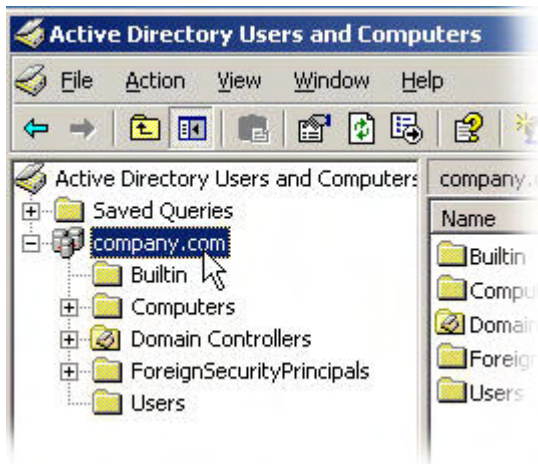 Active Directory Users and Computers
File Action View Window Help
Active Directory Users and Computers
company.
Saved Queries
Name
company.com
Builtin
Builtin
Computers
Compu
Domain Controllers
Domain
ForeignSecurityPrincipals
Foreign
Users
Users